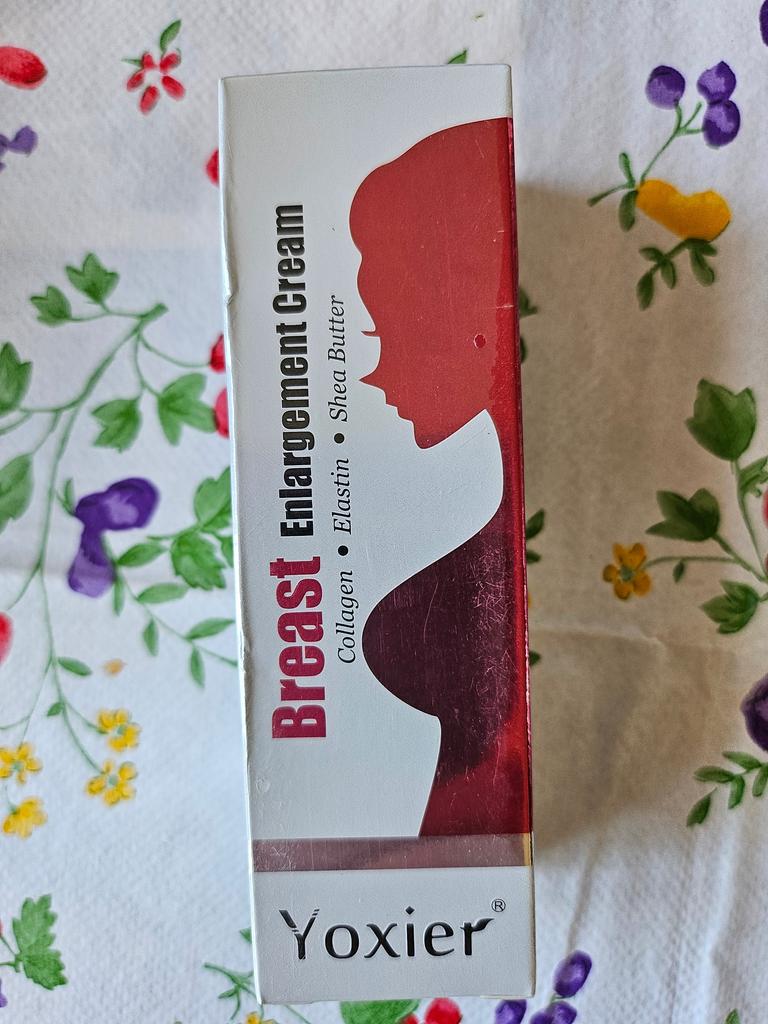 Breast Enlargement Cream
Collagen • Elastin • Shea Butter
Yoxier®